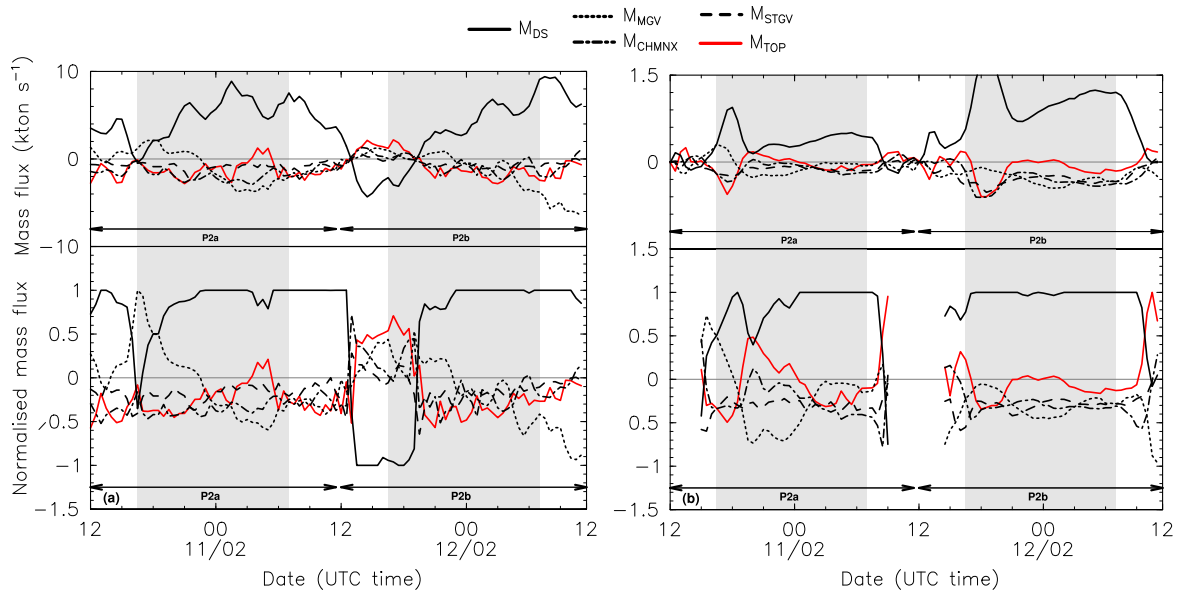 M_DS M_MGV M_STGV
M_CHMNX M_TOP
Mass flux (kton s⁻¹)
10
0
−10
P2a P2b
1.5
0
P2a P2b
Normalised mass flux
1
0.5
0
−0.5
−1
−1.5
(a) P2a P2b
12 00 12 00 12
11/02 12/02
Date (UTC time)
1.5
1
0.5
0
−0.5
−1
−1.5
(b) P2a P2b
12 00 12 00 12
11/02 12/02
Date (UTC time)